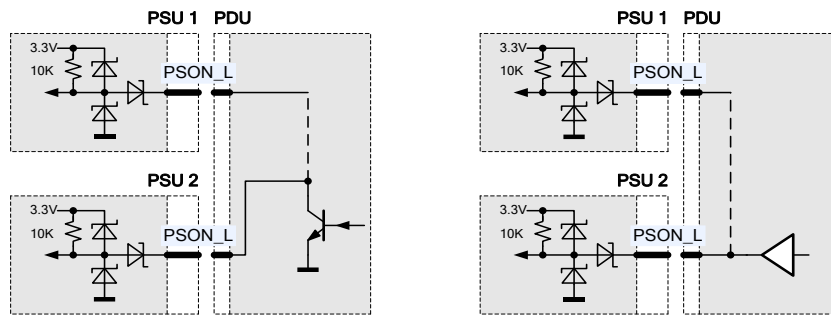 PSU 1 PDU
3.3V
10K
PSON_L
PSU 2
3.3V
10K
PSON_L
PSU 1 PDU
3.3V
10K
PSON_L
PSU 2
3.3V
10K
PSON_L